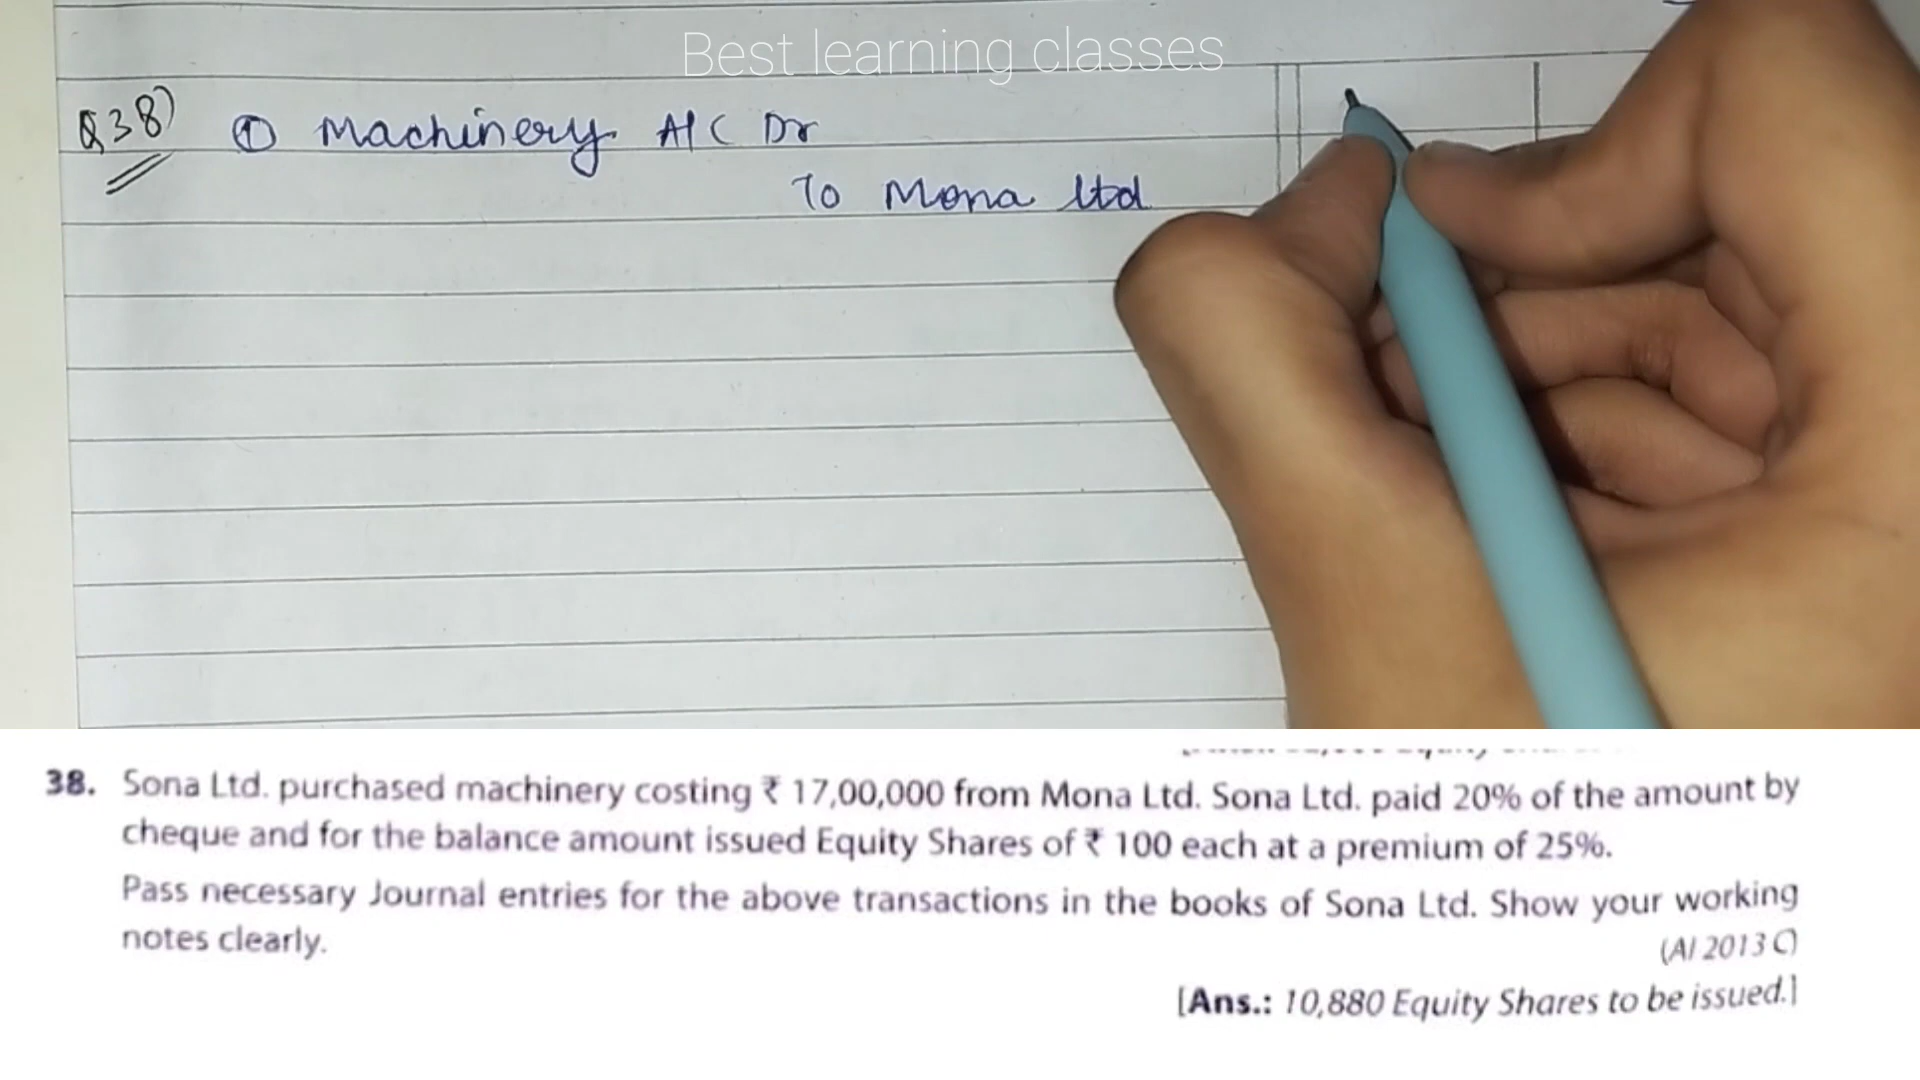 Best learning classes
Q38) ① Machinery A/C Dr
To Mona ltd
38. Sona Ltd. purchased machinery costing ₹ 17,00,000 from Mona Ltd. Sona Ltd. paid 20% of the amount by
cheque and for the balance amount issued Equity Shares of ₹ 100 each at a premium of 25%.
Pass necessary Journal entries for the above transactions in the books of Sona Ltd. Show your working
notes clearly.
(AI 2013 C)
[Ans.: 10,880 Equity Shares to be issued.]